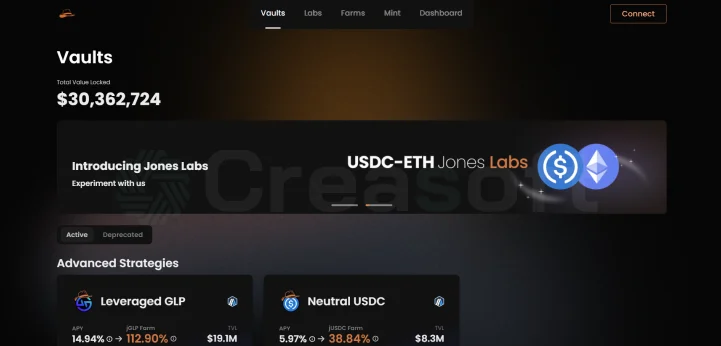 Vaults Labs Farms Mint Dashboard Connect
Vaults
Total Value Locked
$30,362,724
Introducing Jones Labs
Experiment with us
USDC-ETH Jones Labs
Creasoft
Active Deprecated
Advanced Strategies
Leveraged GLP
Neutral USDC
APY jGLP Farm TVL
14.94% → 112.90% $19.1M
APY jUSDC Farm TVL
5.97% → 38.84% $8.3M